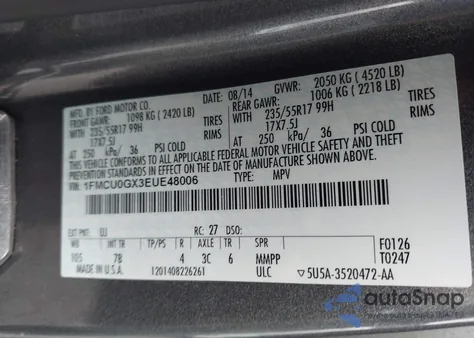 MFD. BY FORD MOTOR CO.
08/14 GVWR: 2050 KG ( 4520 LB)
FRONT GAWR: 1098 KG ( 2420 LB) REAR GAWR: 1006 KG ( 2218 LB)
235/55R17 99H TIRES 235/55R17 99H TIRES
17X7.5J RIMS 17X7.5J RIMS
AT 250 kPa/ 36 PSI COLD AT 250 kPa/ 36 PSI COLD
THIS VEHICLE CONFORMS TO ALL APPLICABLE FEDERAL MOTOR VEHICLE SAFETY, BUMPER, AND THEFT
PREVENTION STANDARDS IN EFFECT ON THE DATE OF MANUFACTURE SHOWN ABOVE.
VIN: 1FMCU0GX3EUE48006 TYPE: MPV
EXT PNT: RC: 27 DSO:
WB INT TR TP/PS R AXLE TR SPR F0126
105 78 4 3C 6 MMPP T0247
MADE IN U.S.A. 1201408226261 ULC ▽5U5A-3520472-AA
autoSnap